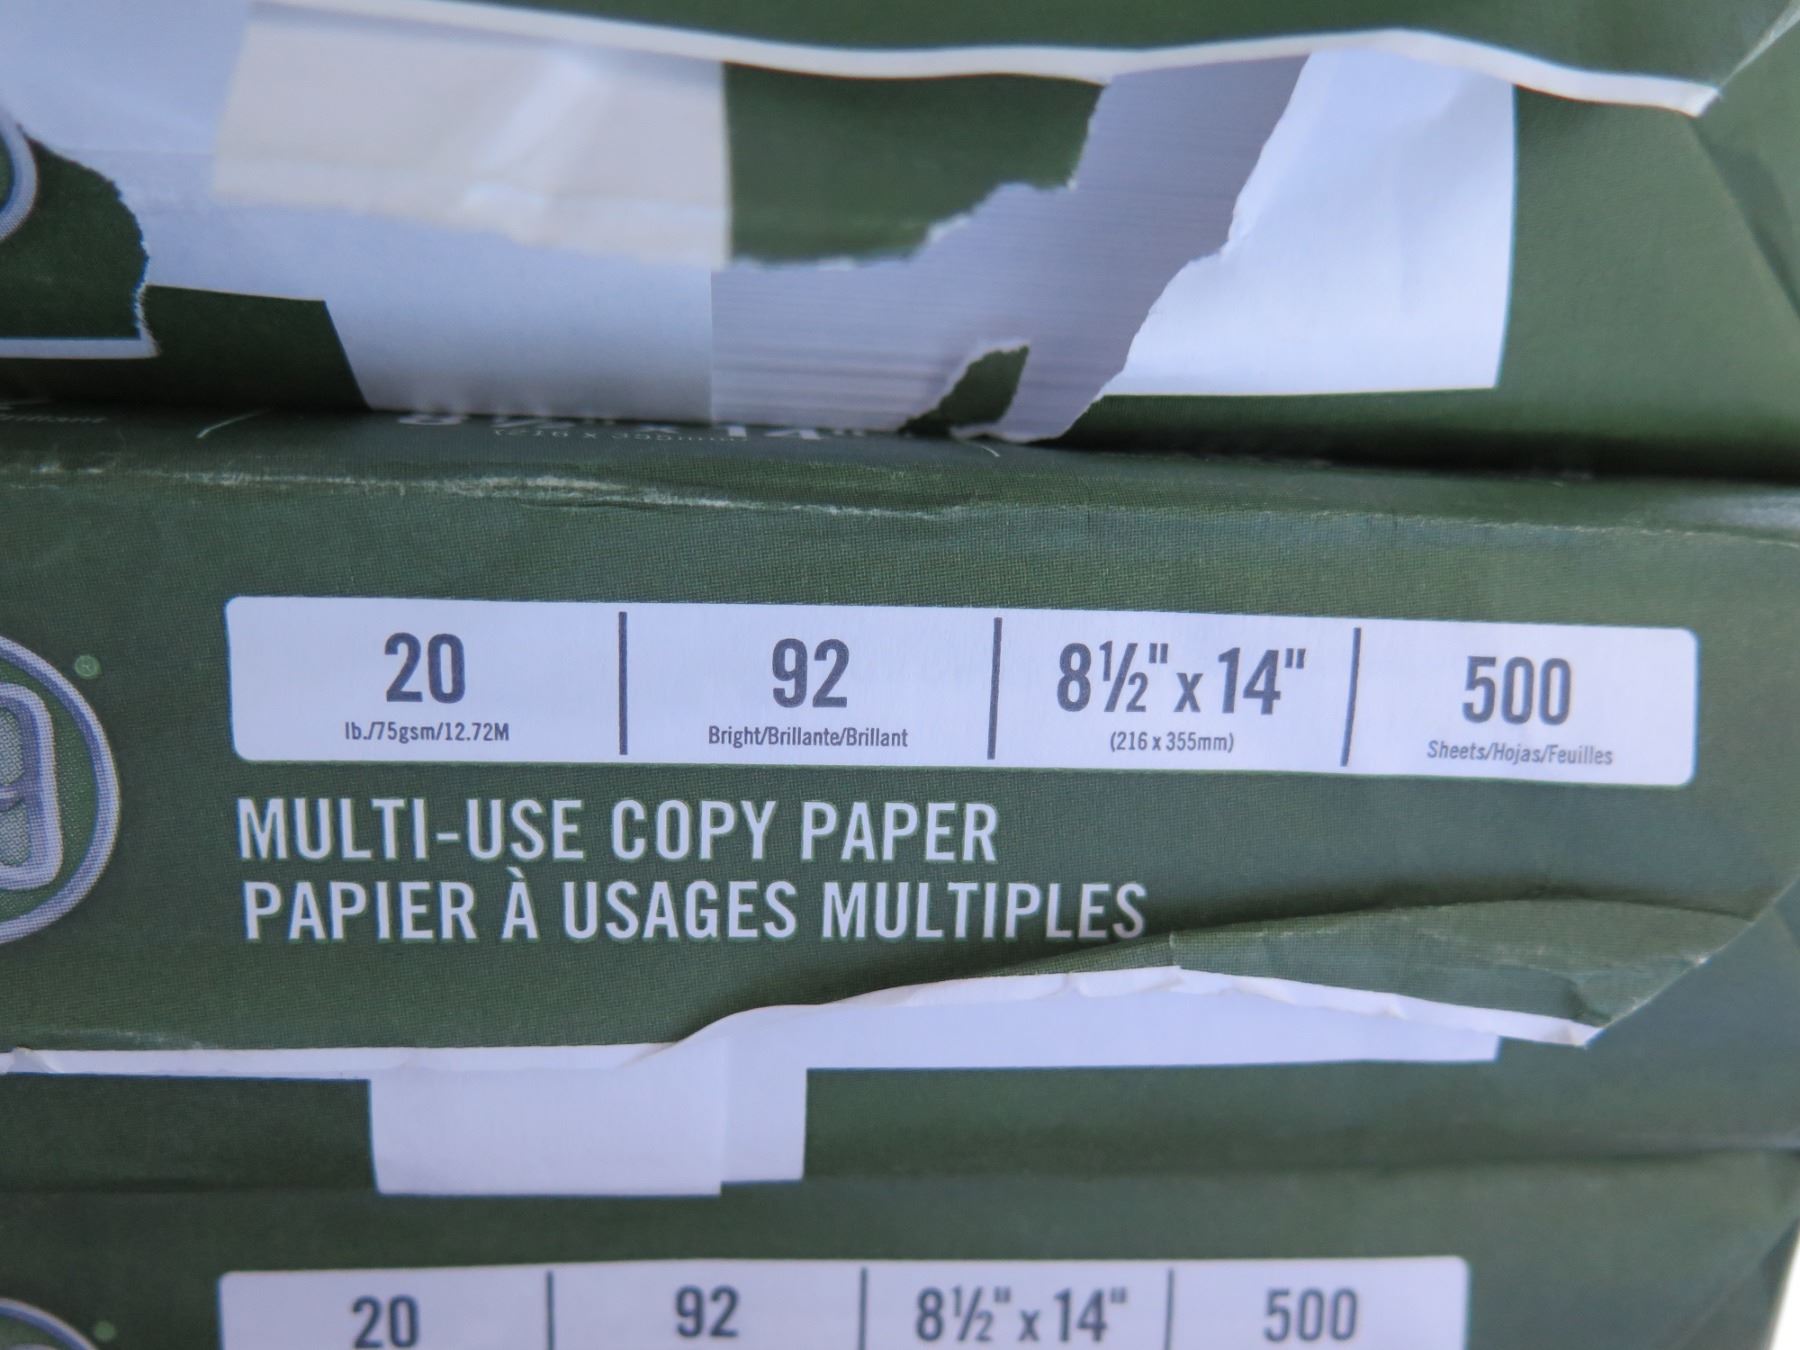 20 92 8½" x 14" 500
lb./75gsm/12.72M Bright/Brillante/Brillant (216 x 355mm) Sheets/Hojas/Feuilles
MULTI-USE COPY PAPER
PAPIER À USAGES MULTIPLES
20 92 8½" x 14" 500